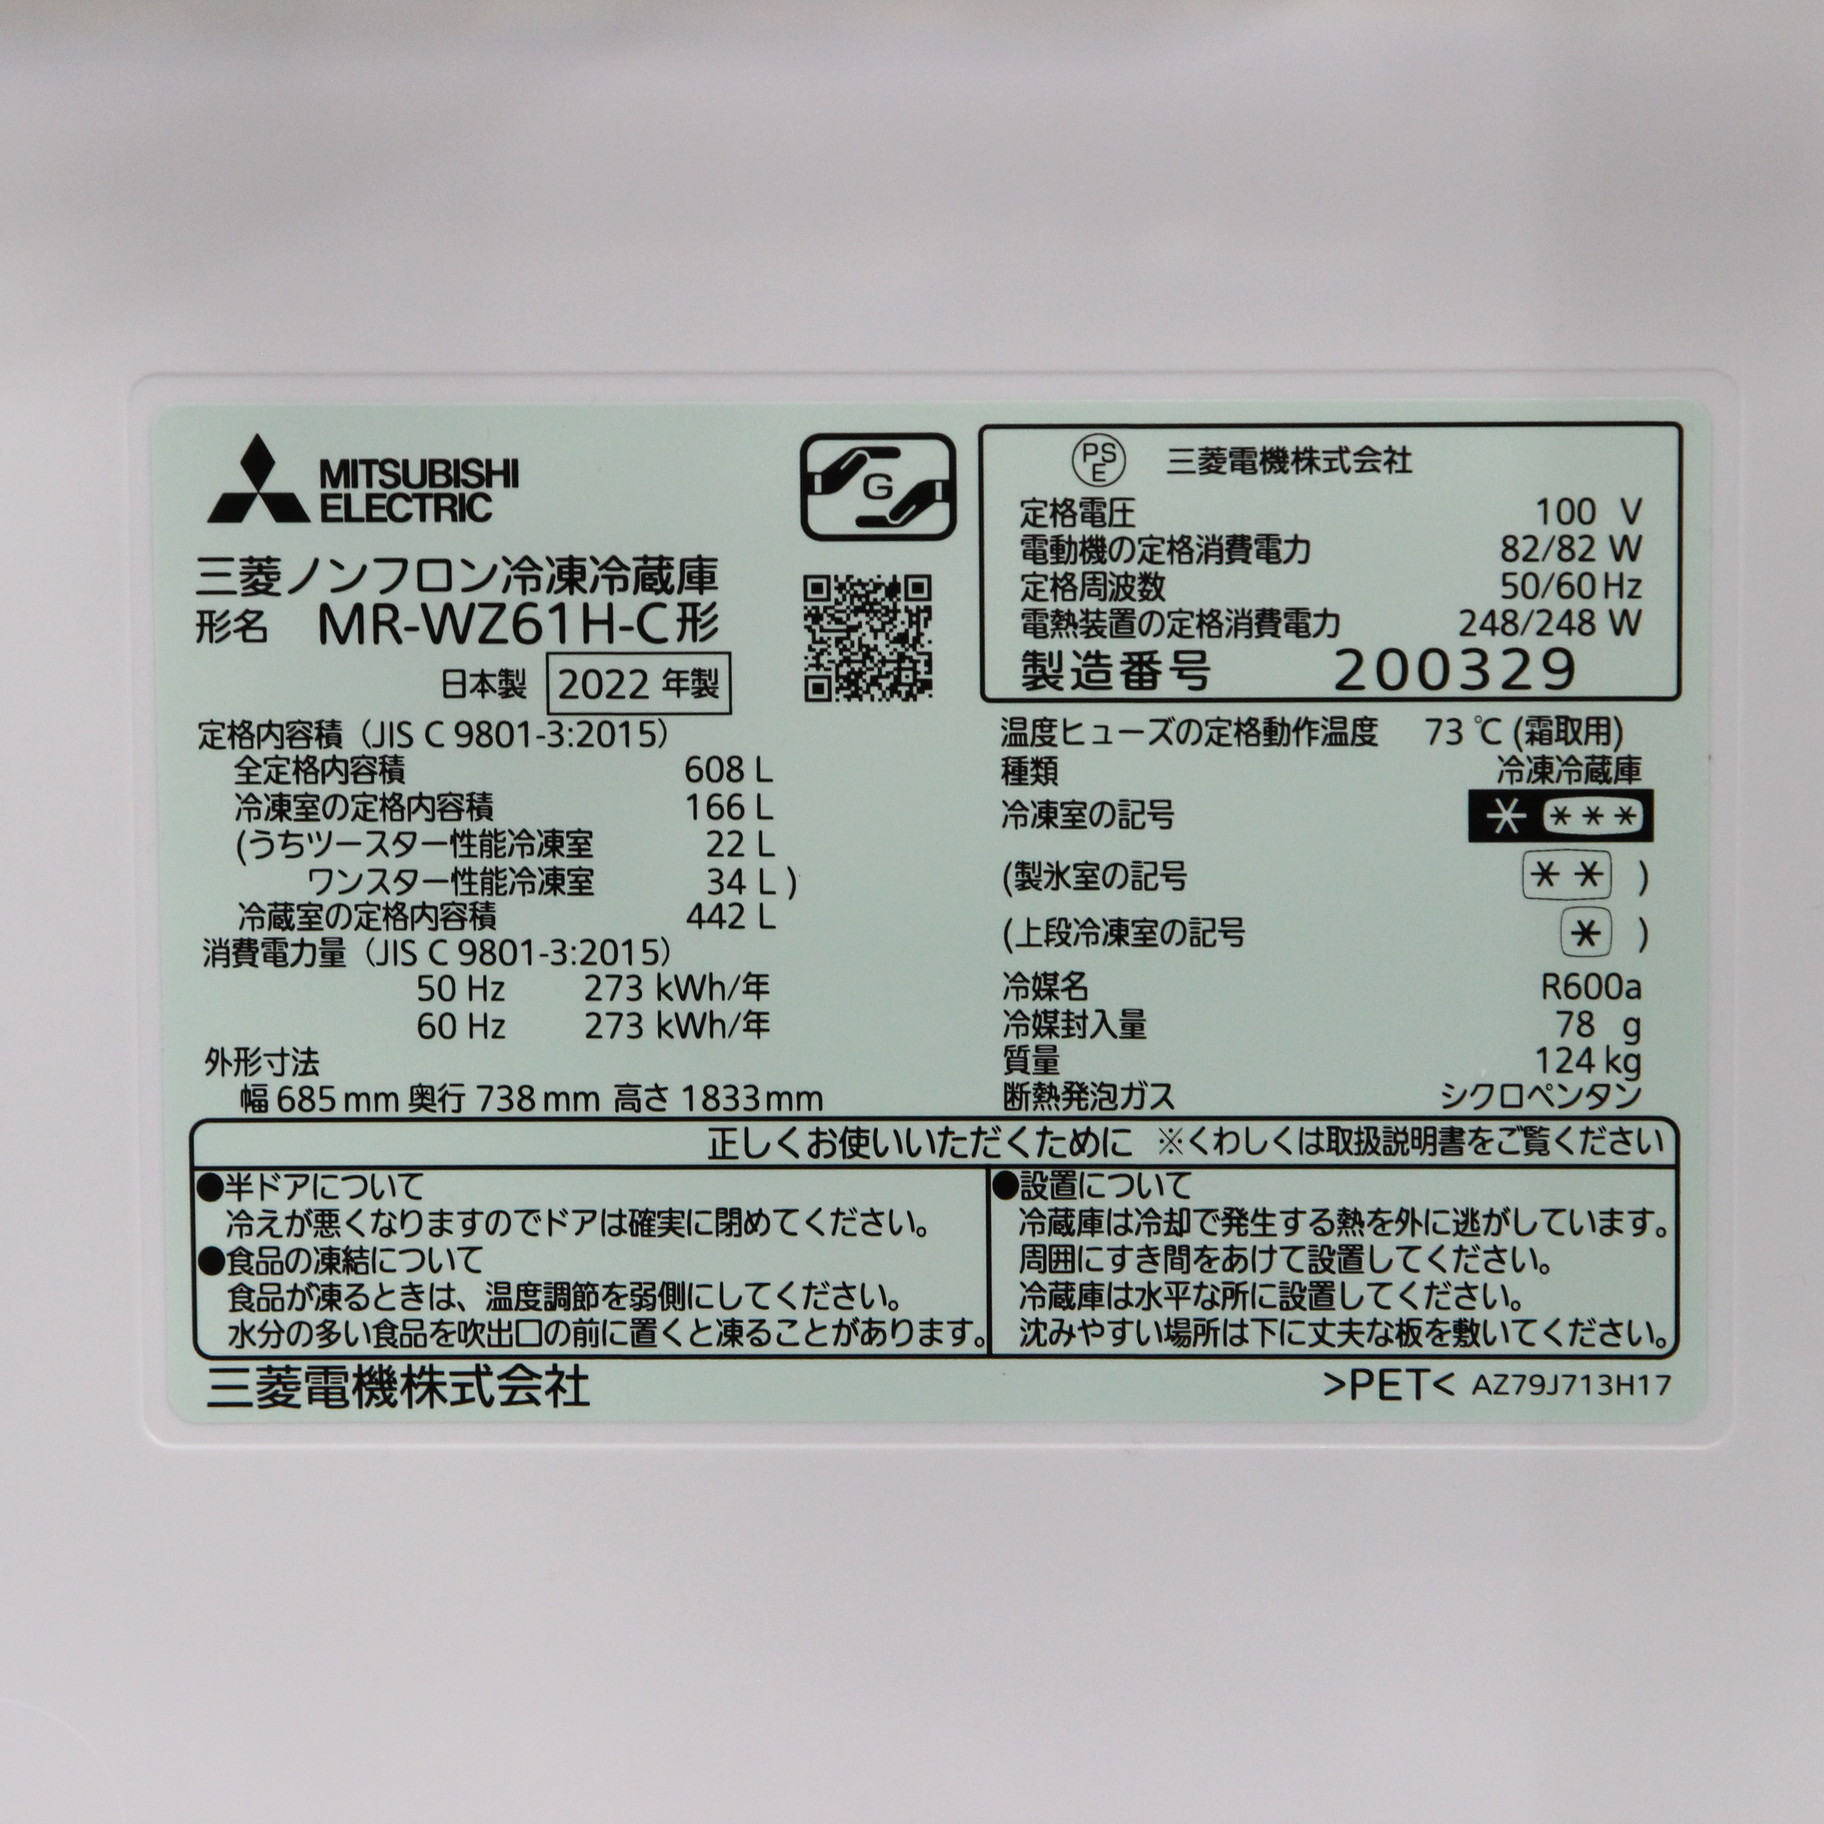 MITSUBISHI
ELECTRIC
G
三菱ノンフロン冷凍冷蔵庫
形名 MR-WZ61H-C形
日本製 2022 年製
定格内容積（JIS C 9801-3:2015）
全定格内容積 608 L
冷凍室の定格内容積 166 L
(うちツースター性能冷凍室 22 L
ワンスター性能冷凍室 34 L )
冷蔵室の定格内容積 442 L
消費電力量（JIS C 9801-3:2015）
50 Hz 273 kWh/年
60 Hz 273 kWh/年
外形寸法
幅 685 mm 奥行 738 mm 高さ 1833 mm
PS
E
三菱電機株式会社
定格電圧 100 V
電動機の定格消費電力 82/82 W
定格周波数 50/60 Hz
電熱装置の定格消費電力 248/248 W
製造番号 200329
温度ヒューズの定格動作温度 73 ℃ (霜取用)
種類 冷凍冷蔵庫
冷凍室の記号 * ***
(製氷室の記号 ** )
(上段冷凍室の記号 * )
冷媒名 R600a
冷媒封入量 78 g
質量 124 kg
断熱発泡ガス シクロペンタン
正しくお使いいただくために ※くわしくは取扱説明書をご覧ください
●半ドアについて
冷えが悪くなりますのでドアは確実に閉めてください。
●食品の凍結について
食品が凍るときは、温度調節を弱側にしてください。
水分の多い食品を吹出口の前に置くと凍ることがあります。
●設置について
冷蔵庫は冷却で発生する熱を外に逃がしています。
周囲にすき間をあけて設置してください。
冷蔵庫は水平な所に設置してください。
沈みやすい場所は下に丈夫な板を敷いてください。
三菱電機株式会社
>PET< AZ79J713H17